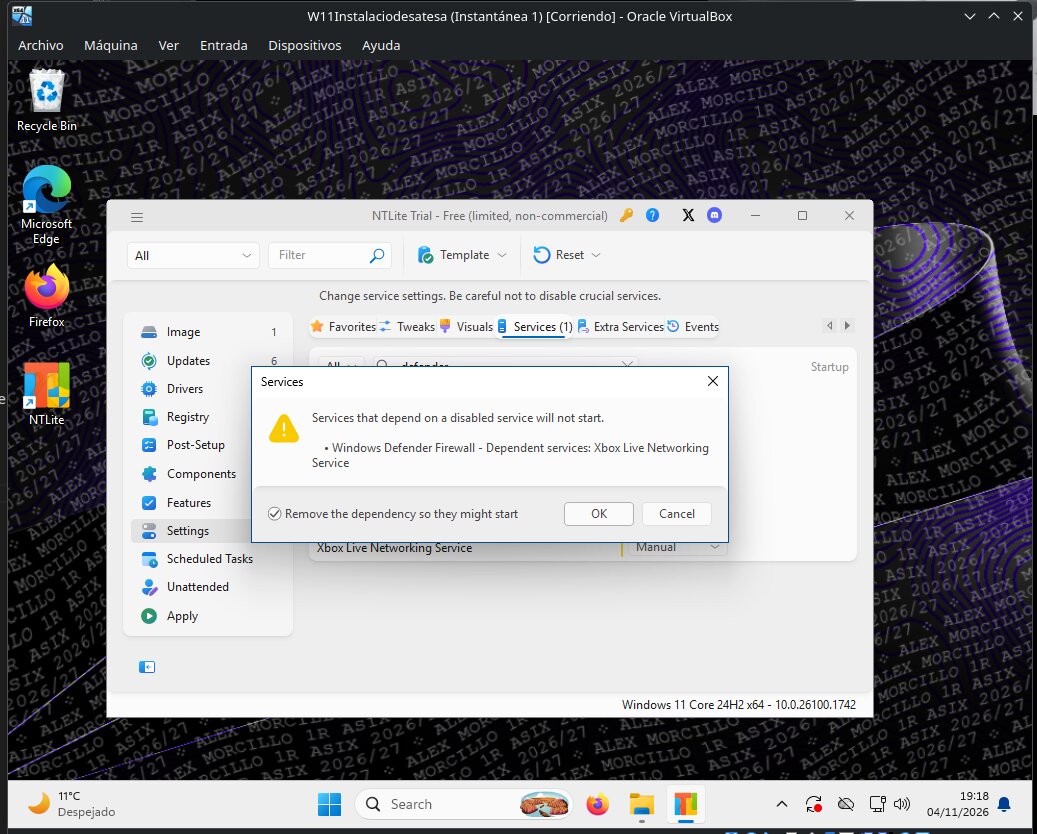 W11Instalaciodesatesa (Instantánea 1) [Corriendo] - Oracle VirtualBox
Archivo Máquina Ver Entrada Dispositivos Ayuda
ALEX MORCILLO 1R ASIX 2026/27
Recycle Bin
Microsoft
Edge
Firefox
NTLite
NTLite Trial - Free (limited, non-commercial)
All
Filter
Template
Reset
Change service settings. Be careful not to disable crucial services.
Image 1
Updates 6
Drivers
Registry
Post-Setup
Components
Features
Settings
Scheduled Tasks
Unattended
Apply
Favorites Tweaks Visuals Services (1) Extra Services Events
All defender
Startup
Services
Services that depend on a disabled service will not start.
• Windows Defender Firewall - Dependent services: Xbox Live Networking
Service
Remove the dependency so they might start
OK
Cancel
Xbox Live Networking Service Manual
Windows 11 Core 24H2 x64 - 10.0.26100.1742
11°C
Despejado
Search
19:18
04/11/2026